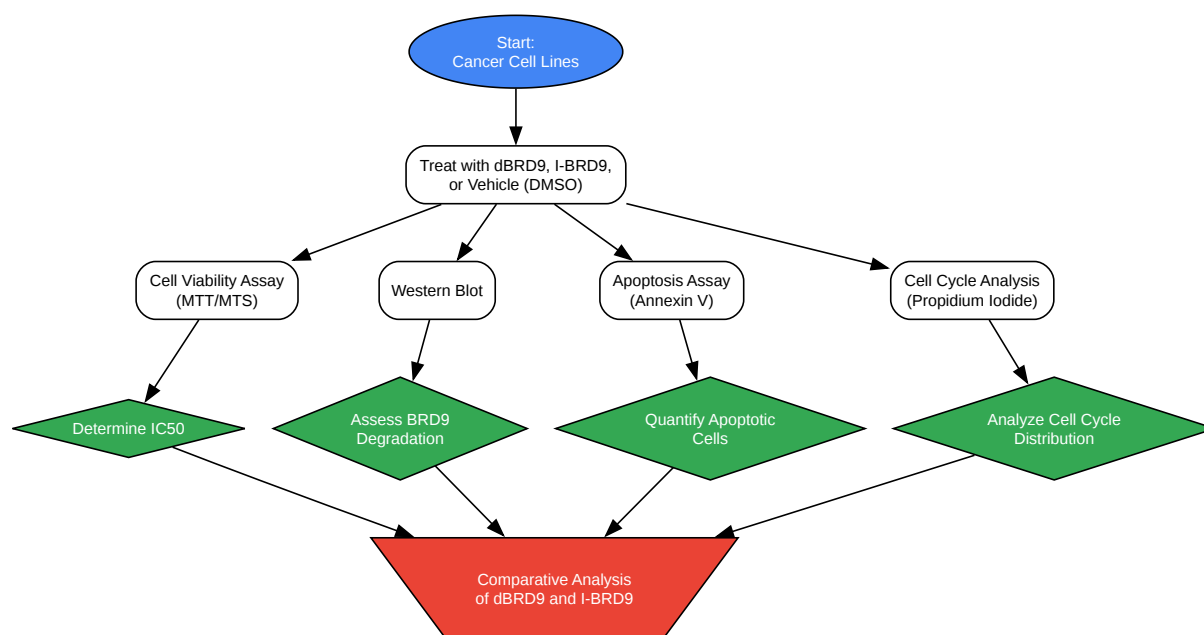 Start:
Cancer Cell Lines
Treat with dBRD9, I-BRD9,
or Vehicle (DMSO)
Cell Viability Assay
(MTT/MTS)
Western Blot
Apoptosis Assay
(Annexin V)
Cell Cycle Analysis
(Propidium Iodide)
Determine IC50
Assess BRD9
Degradation
Quantify Apoptotic
Cells
Analyze Cell Cycle
Distribution
Comparative Analysis
of dBRD9 and I-BRD9